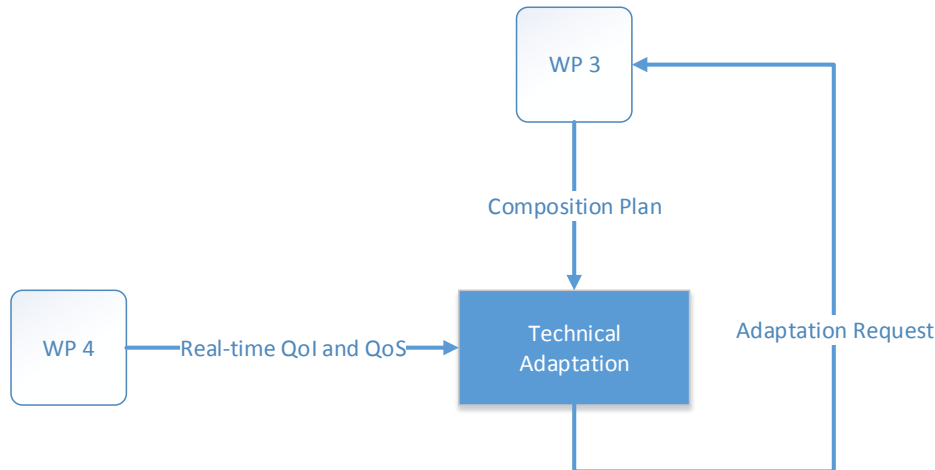 WP 3
Composition Plan
WP 4
Real-time QoI and QoS
Technical
Adaptation
Adaptation Request